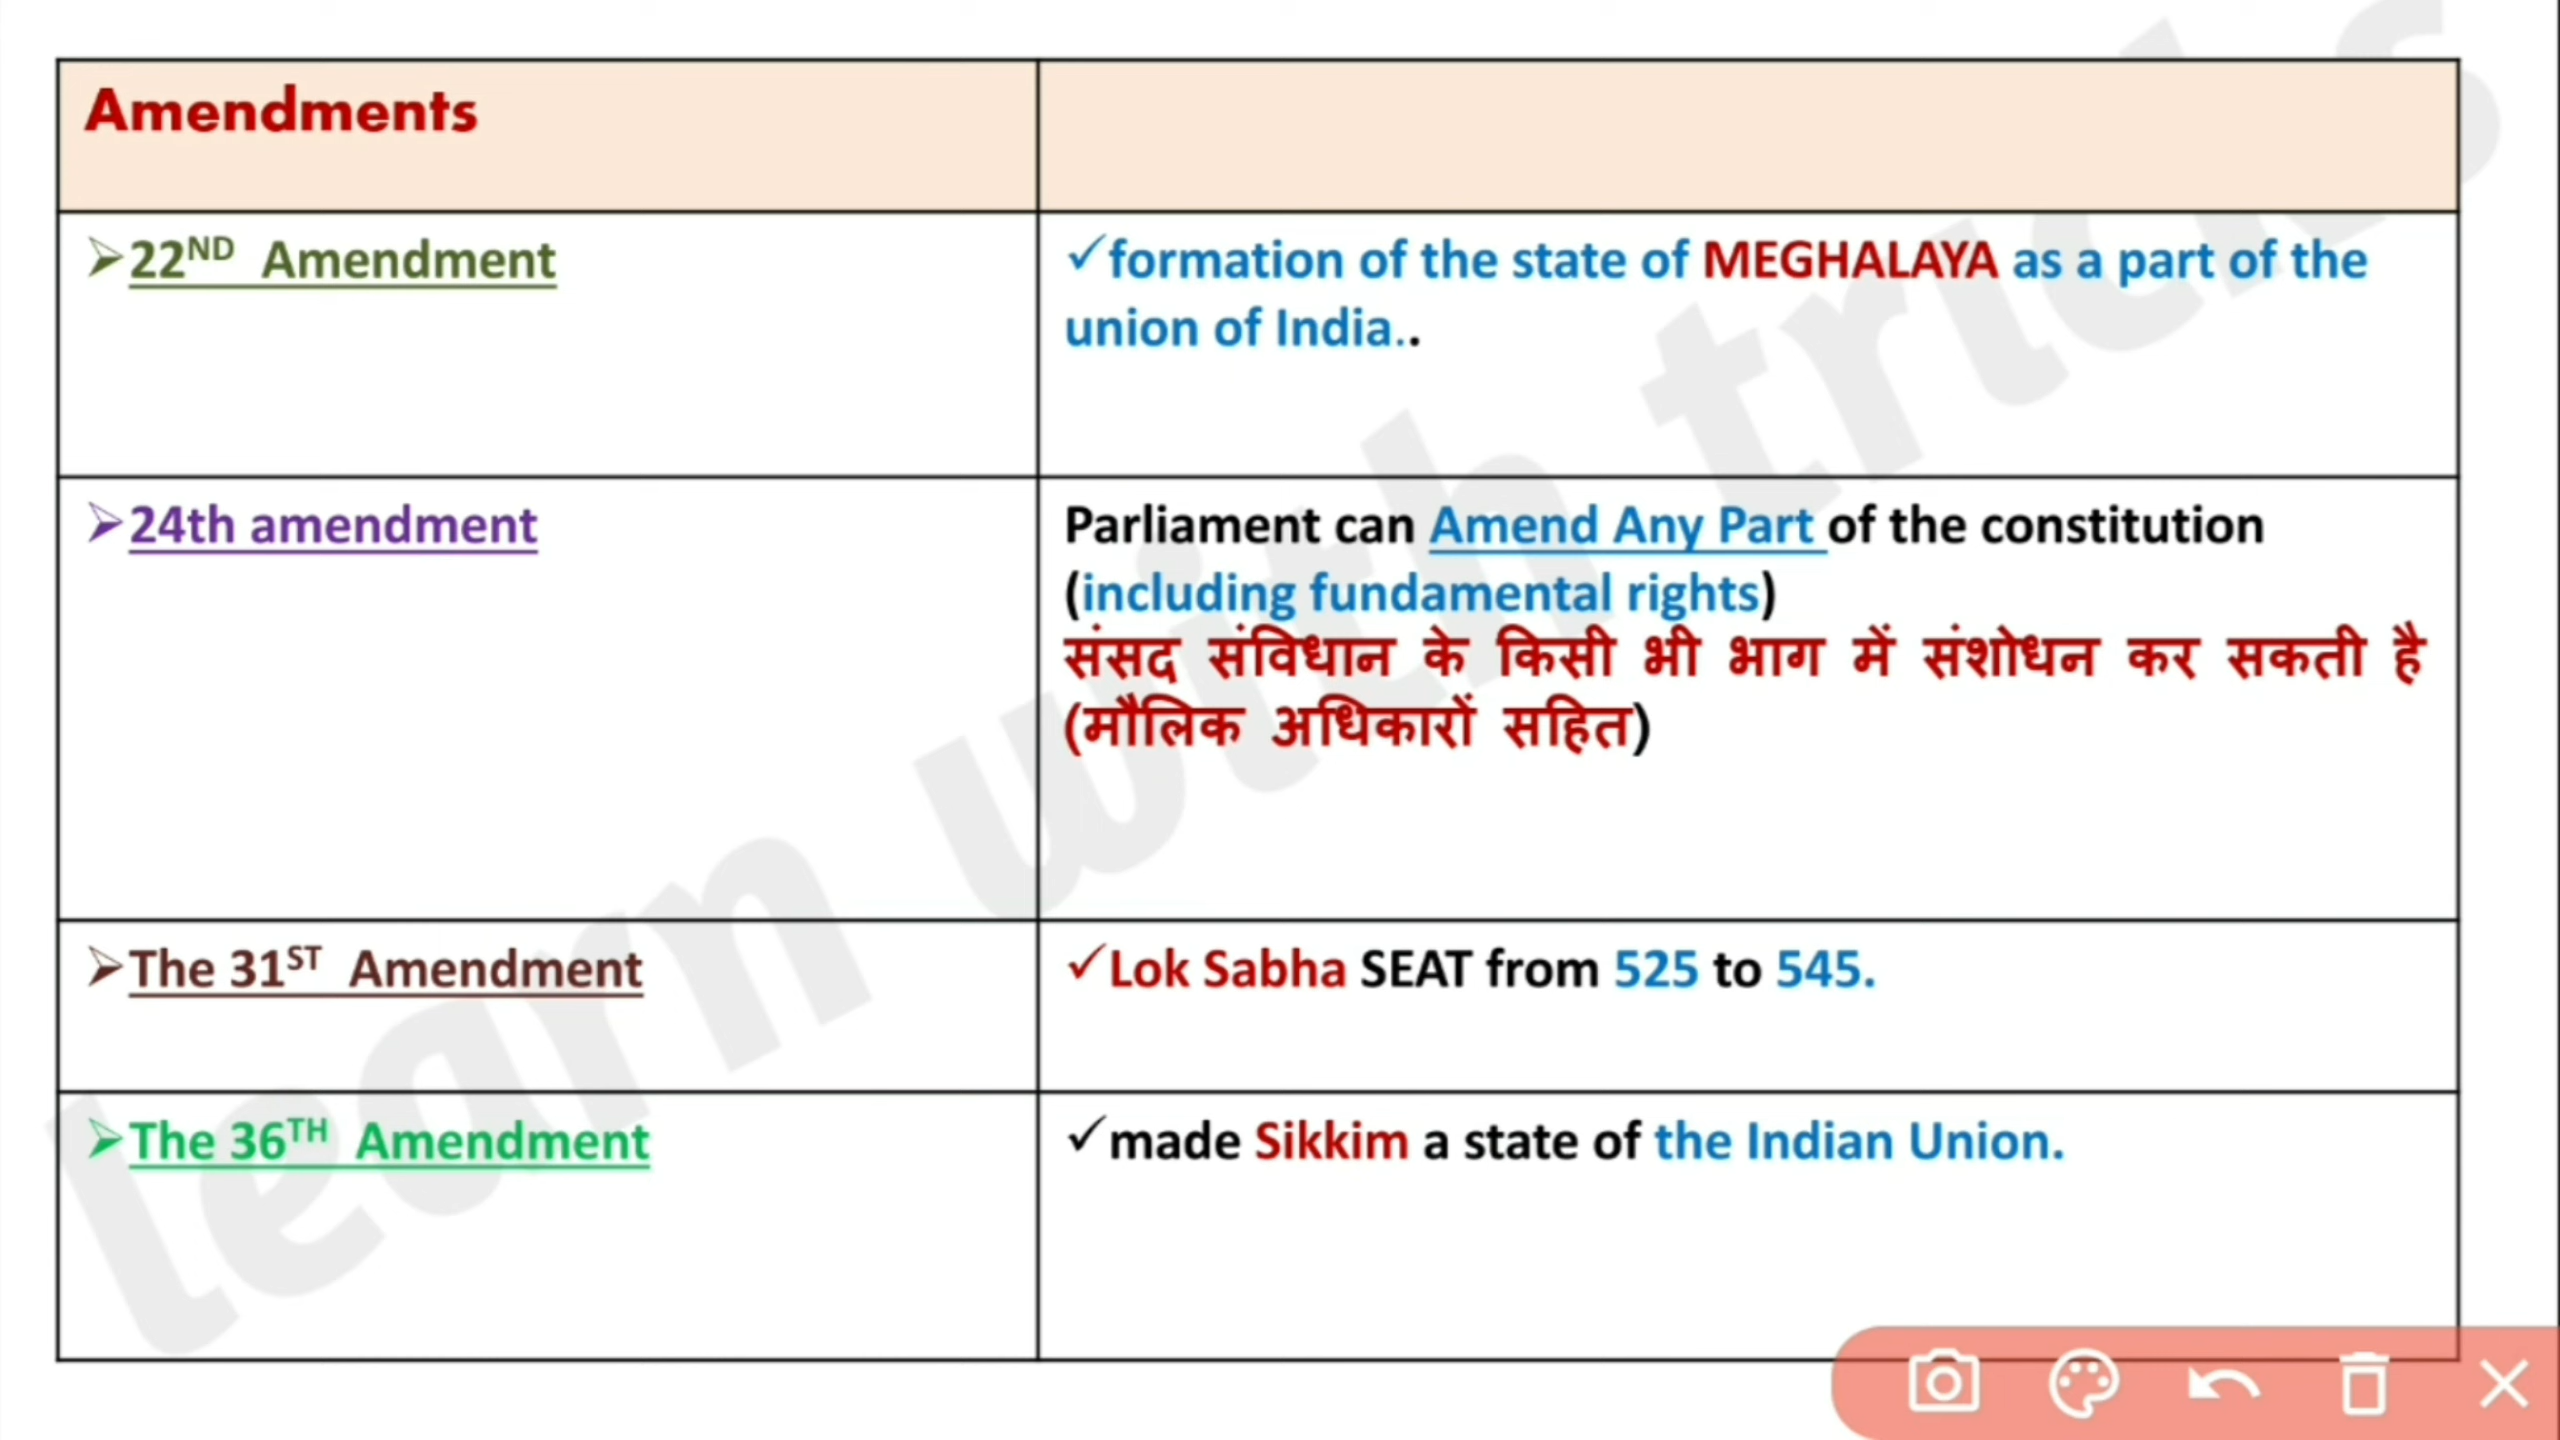 Amendments
➢22ND Amendment
✓formation of the state of MEGHALAYA as a part of the
union of India..
➢24th amendment
Parliament can Amend Any Part of the constitution
(including fundamental rights)
संसद संविधान के किसी भी भाग में संशोधन कर सकती है
(मौलिक अधिकारों सहित)
➢The 31ST Amendment
✓Lok Sabha SEAT from 525 to 545.
➢The 36TH Amendment
✓made Sikkim a state of the Indian Union.
learn with tricks